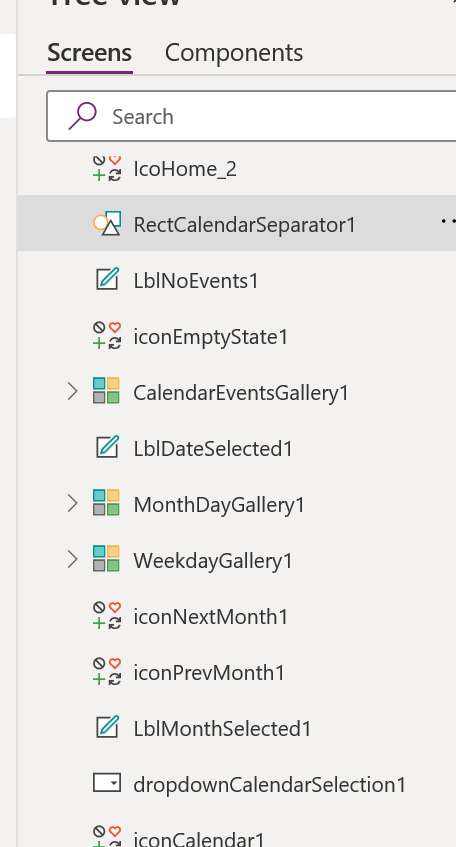 Tree view
Screens Components
Search
IcoHome_2
RectCalendarSeparator1
LblNoEvents1
iconEmptyState1
CalendarEventsGallery1
LblDateSelected1
MonthDayGallery1
WeekdayGallery1
iconNextMonth1
iconPrevMonth1
LblMonthSelected1
dropdownCalendarSelection1
iconCalendar1